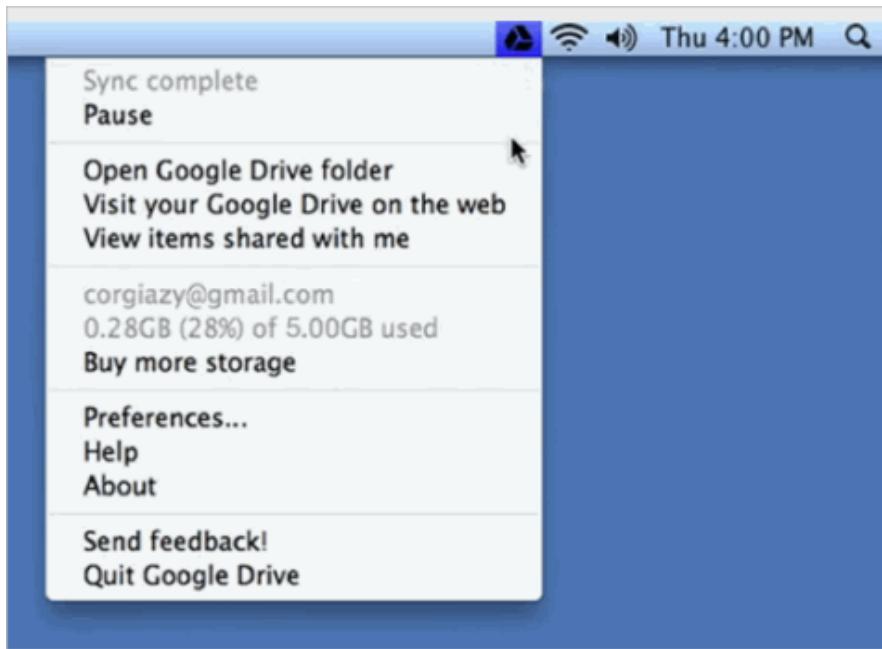 Thu 4:00 PM
Sync complete
Pause
Open Google Drive folder
Visit your Google Drive on the web
View items shared with me
corgiazy@gmail.com
0.28GB (28%) of 5.00GB used
Buy more storage
Preferences...
Help
About
Send feedback!
Quit Google Drive